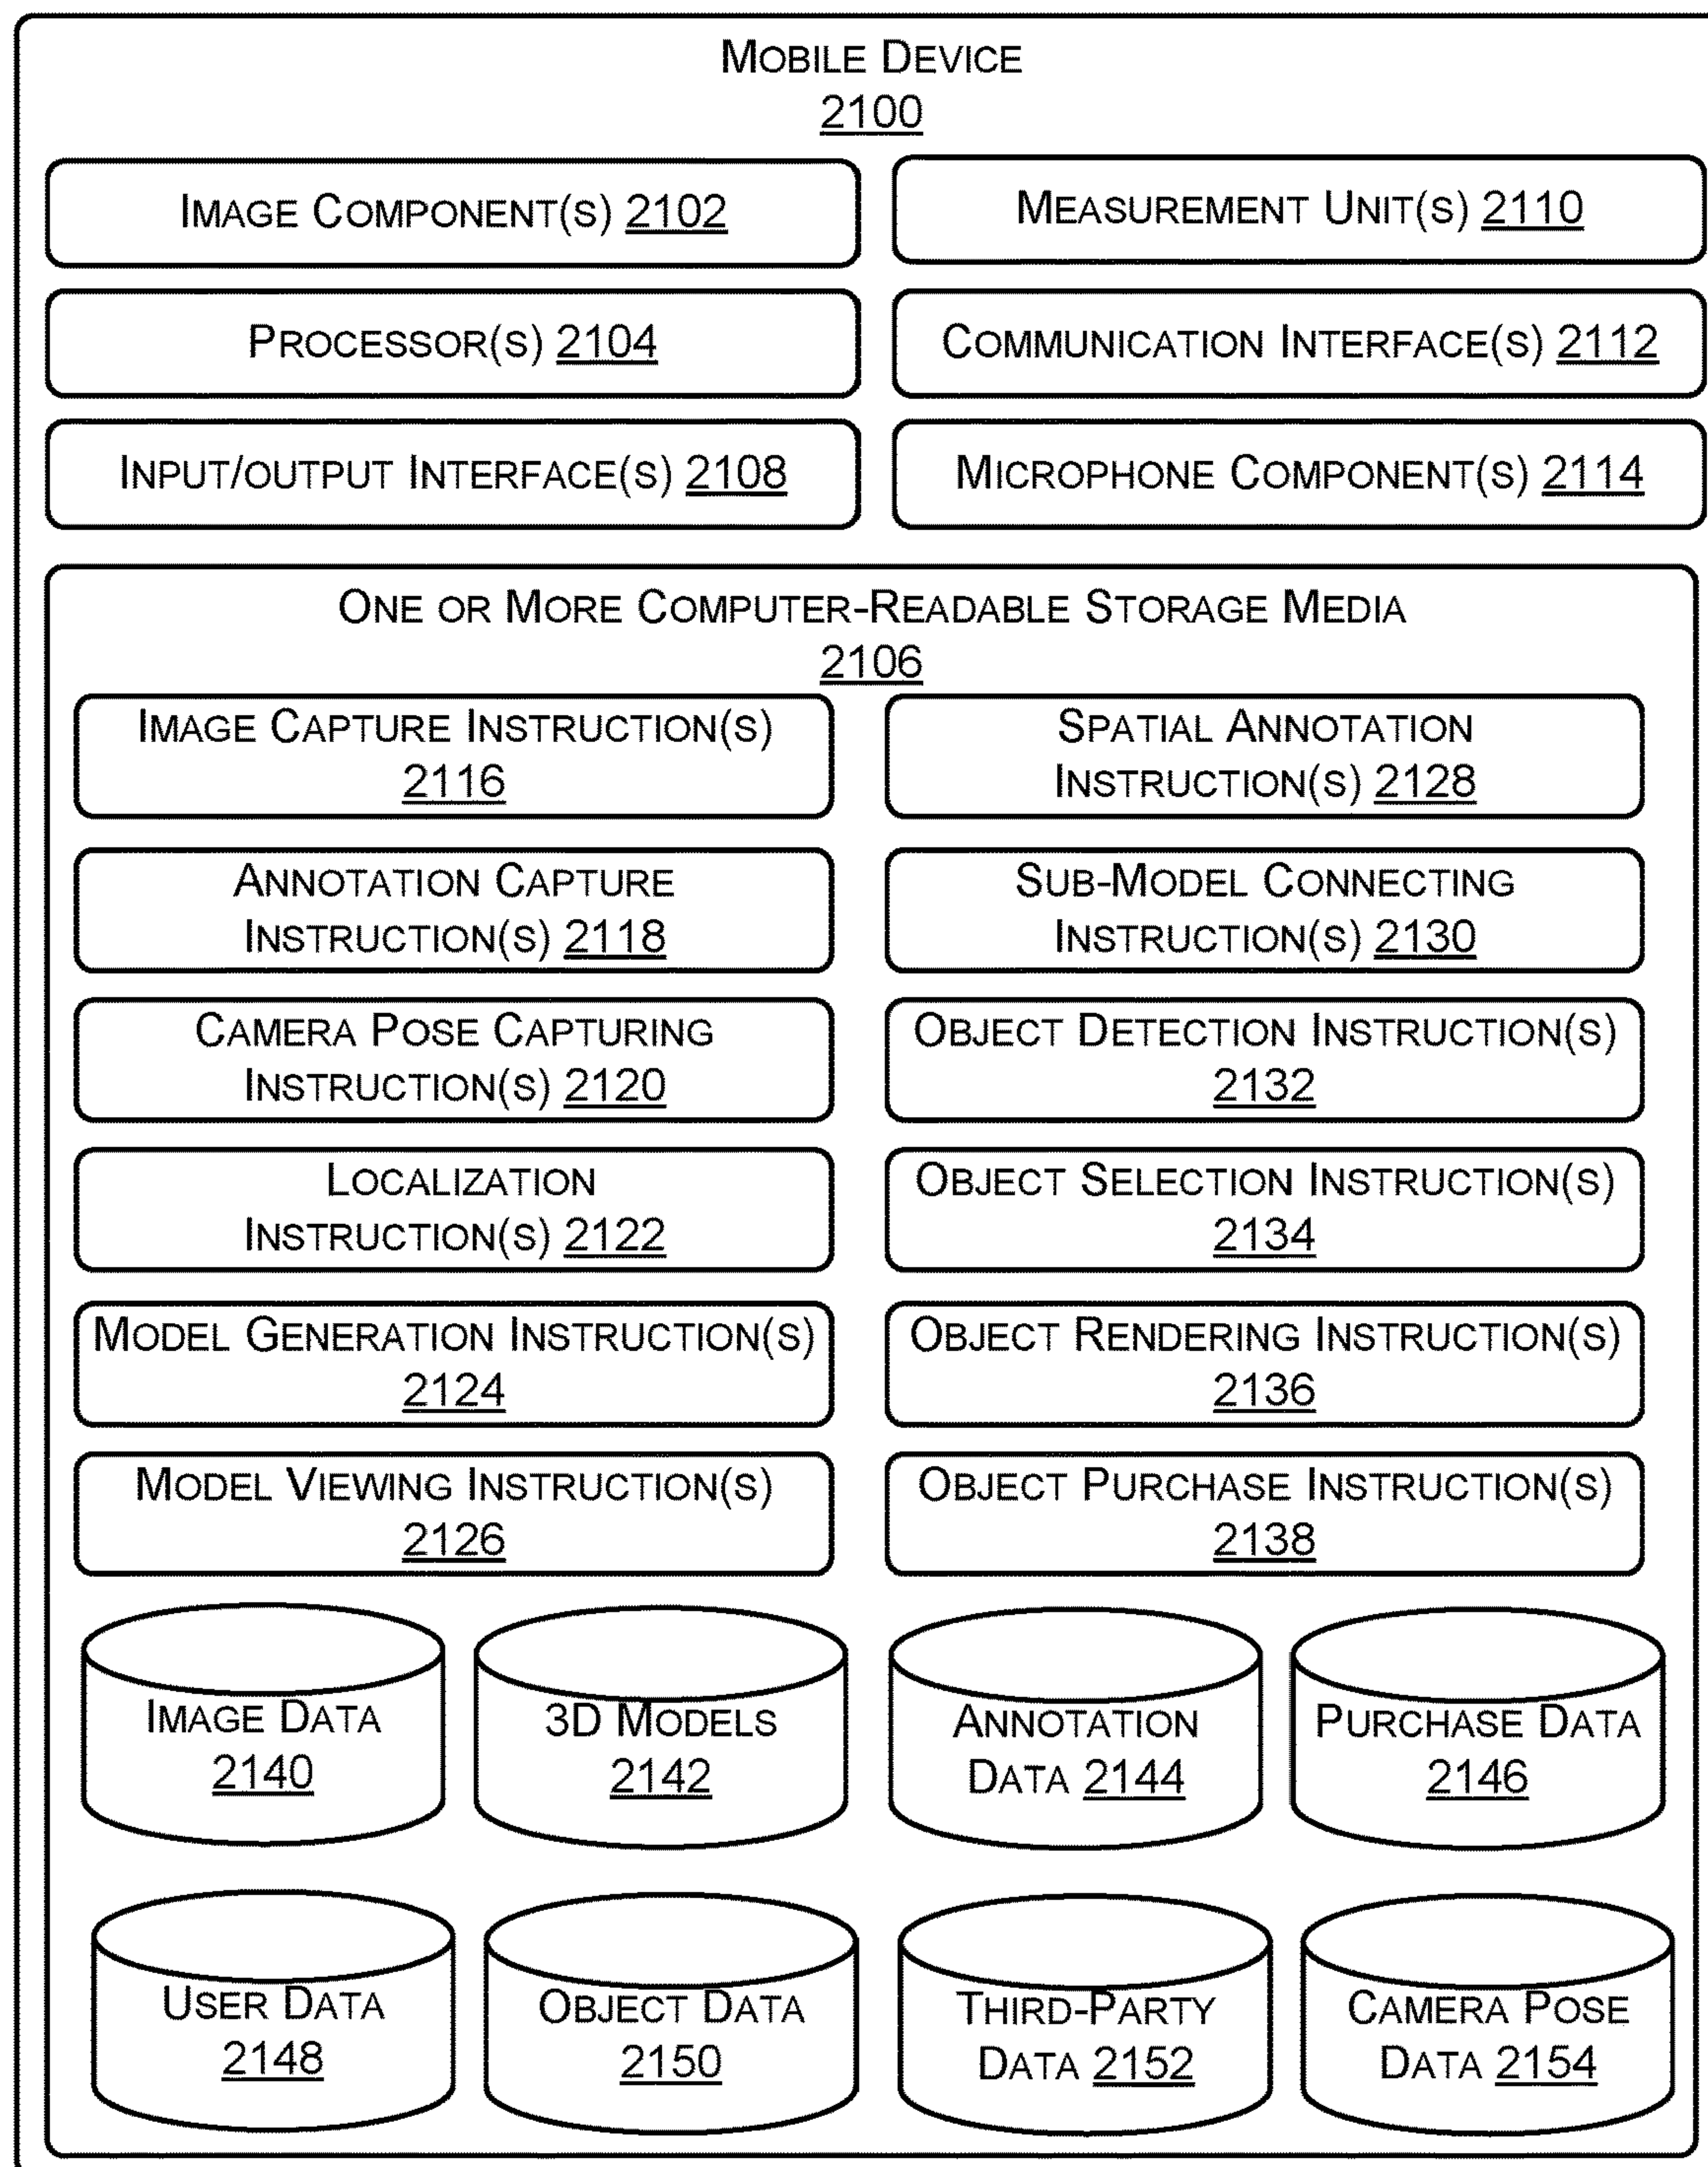 MOBILE DEVICE
2100
IMAGE COMPONENT(S) 2102
MEASUREMENT UNIT(S) 2110
PROCESSOR(S) 2104
COMMUNICATION INTERFACE(S) 2112
INPUT/OUTPUT INTERFACE(S) 2108
MICROPHONE COMPONENT(S) 2114
ONE OR MORE COMPUTER-READABLE STORAGE MEDIA
2106
IMAGE CAPTURE INSTRUCTION(S)
2116
SPATIAL ANNOTATION
INSTRUCTION(S) 2128
ANNOTATION CAPTURE
INSTRUCTION(S) 2118
SUB-MODEL CONNECTING
INSTRUCTION(S) 2130
CAMERA POSE CAPTURING
INSTRUCTION(S) 2120
OBJECT DETECTION INSTRUCTION(S)
2132
LOCALIZATION
INSTRUCTION(S) 2122
OBJECT SELECTION INSTRUCTION(S)
2134
MODEL GENERATION INSTRUCTION(S)
2124
OBJECT RENDERING INSTRUCTION(S)
2136
MODEL VIEWING INSTRUCTION(S)
2126
OBJECT PURCHASE INSTRUCTION(S)
2138
IMAGE DATA
2140
3D MODELS
2142
ANNOTATION
DATA 2144
PURCHASE DATA
2146
USER DATA
2148
OBJECT DATA
2150
THIRD-PARTY
DATA 2152
CAMERA POSE
DATA 2154